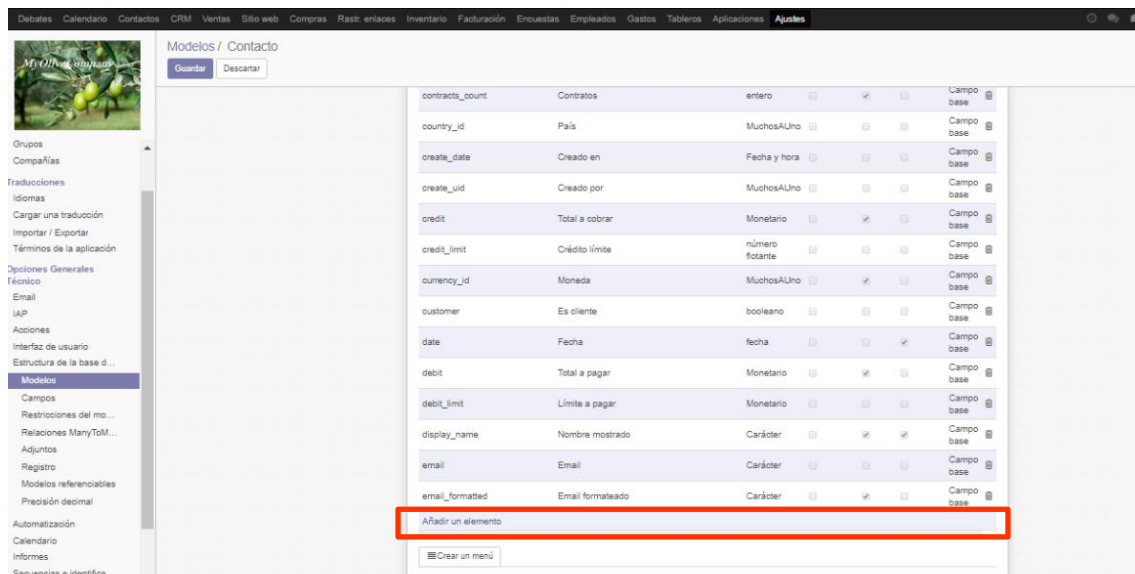 Debates Calendario Contactos CRM Ventas Sitio web Compras Rastr. enlaces Inventario Facturación Encuestas Empleados Gastos Tableros Aplicaciones Ajustes
MyOliveCompany
Modelos / Contacto
Guardar Descartar
Grupos
Compañías
Traducciones
Idiomas
Cargar una traducción
Importar / Exportar
Términos de la aplicación
Opciones Generales
Técnico
Email
IAP
Acciones
Interfaz de usuario
Estructura de la base d...
Modelos
Campos
Restricciones del mo...
Relaciones ManyToM...
Adjuntos
Registro
Modelos referenciables
Precisión decimal
Automatización
Calendario
Informes
contracts_count Contratos entero Campo base
country_id País MuchosAUno Campo base
create_date Creado en Fecha y hora Campo base
create_uid Creado por MuchosAUno Campo base
credit Total a cobrar Monetario Campo base
credit_limit Crédito límite número flotante Campo base
currency_id Moneda MuchosAUno Campo base
customer Es cliente booleano Campo base
date Fecha fecha Campo base
debit Total a pagar Monetario Campo base
debit_limit Límite a pagar Monetario Campo base
display_name Nombre mostrado Carácter Campo base
email Email Carácter Campo base
email_formatted Email formateado Carácter Campo base
Añadir un elemento
Crear un menú